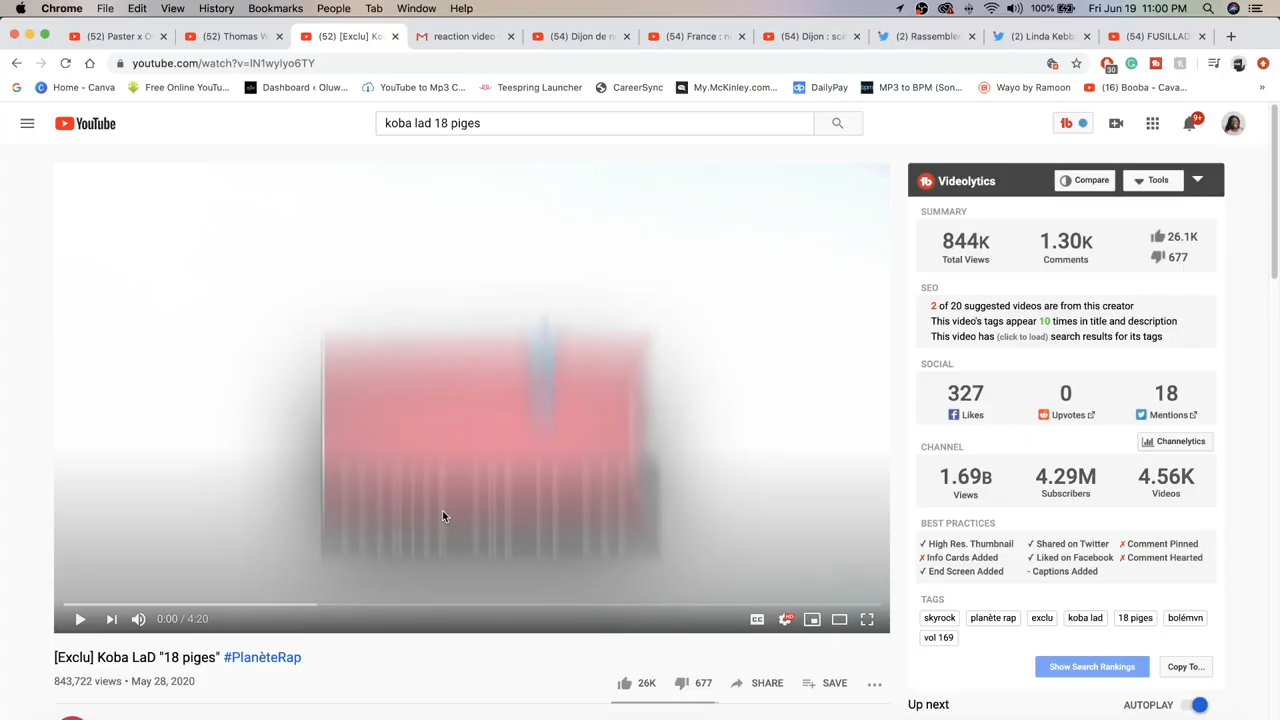 Chrome File Edit View History Bookmarks People Tab Window Help 100% Fri Jun 19 11:00 PM
(52) Paster x O (52) Thomas W (52) [Exclu] Ko reaction video (54) Dijon de n (54) France : n (54) Dijon : scè (2) Rassembler (2) Linda Kebb (54) FUSILLAD
youtube.com/watch?v=IN1wylyo6TY 30
Home - Canva Free Online YouTu... Dashboard ‹ Oluw... YouTube to Mp3 C... Teespring Launcher CareerSync My.McKinley.com... DailyPay MP3 to BPM (Son... Wayo by Ramoon (16) Booba - Cava... »
YouTube koba lad 18 piges tb 9+
tb Videolytics Compare Tools
SUMMARY
844K 1.30K 26.1K
Total Views Comments 677
SEO
2 of 20 suggested videos are from this creator
This video's tags appear 10 times in title and description
This video has (click to load) search results for its tags
SOCIAL
327 0 18
Likes Upvotes Mentions
CHANNEL Channelytics
1.69B 4.29M 4.56K
Views Subscribers Videos
BEST PRACTICES
✓ High Res. Thumbnail ✓ Shared on Twitter ✗ Comment Pinned
✗ Info Cards Added ✓ Liked on Facebook ✗ Comment Hearted
✓ End Screen Added - Captions Added
TAGS
skyrock planète rap exclu koba lad 18 piges bolémvn
vol 169
Show Search Rankings Copy To...
Up next AUTOPLAY
0:00 / 4:20 CC HD
[Exclu] Koba LaD "18 piges" #PlanèteRap
843,722 views • May 28, 2020 26K 677 SHARE SAVE ...